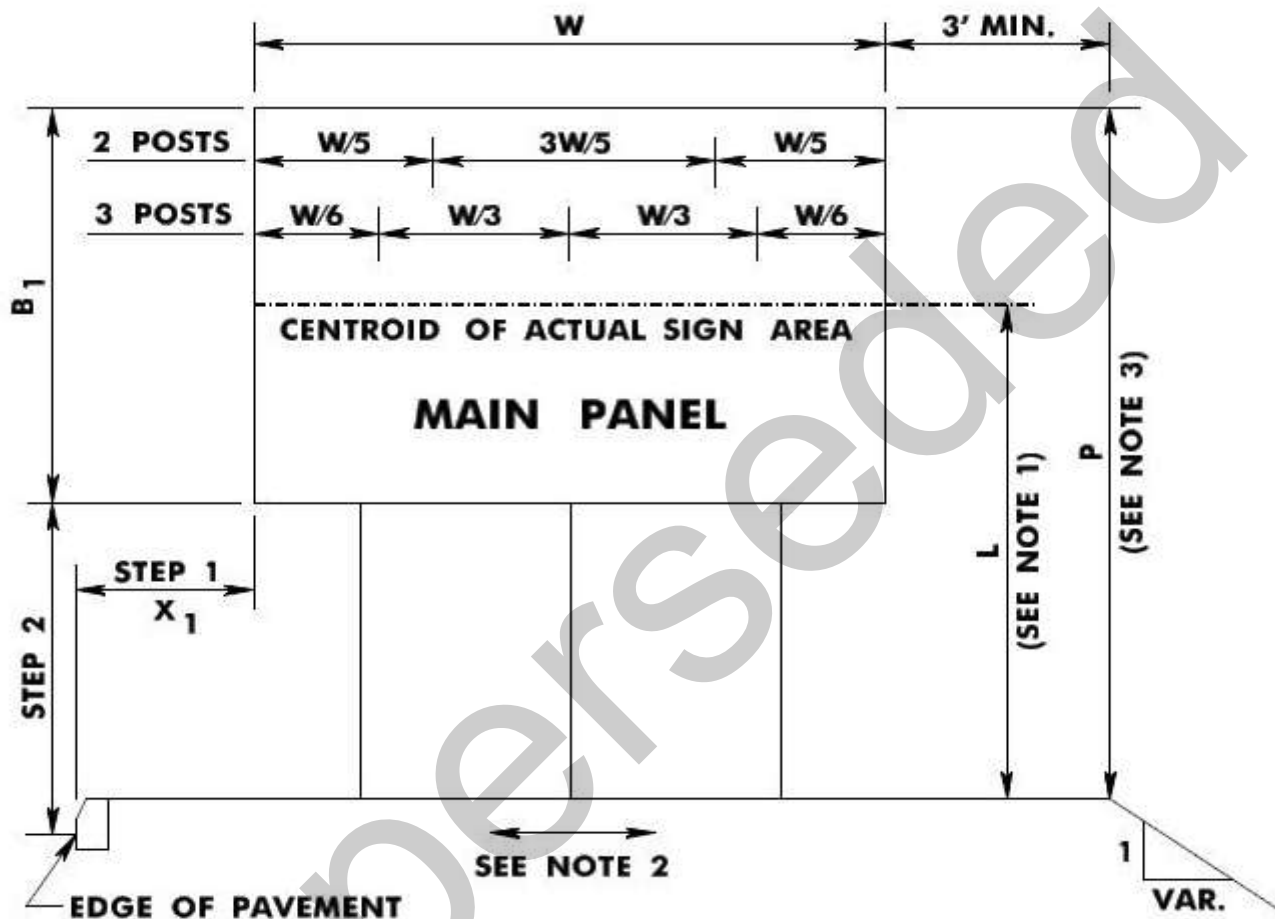 W
3' MIN.
2 POSTS
W/5
3W/5
W/5
3 POSTS
W/6
W/3
W/3
W/6
B1
CENTROID OF ACTUAL SIGN AREA
MAIN PANEL
L
(SEE NOTE 1)
P
(SEE NOTE 3)
STEP 1
X1
STEP 2
SEE NOTE 2
1
VAR.
EDGE OF PAVEMENT
perseded